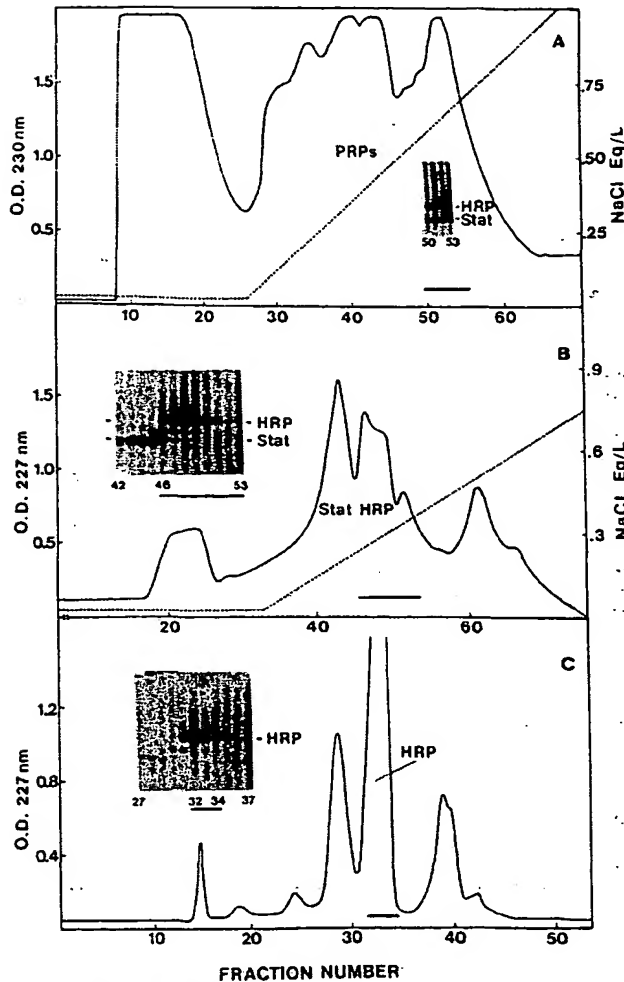 A
1.5
1.0
0.5
O.D. 230 nm
PRPs
-HRP
-Stat
50 53
.75
.50
.25
NaCl Eq/L
10 20 30 40 50 60
B
1.5
1.0
0.5
O.D. 227 nm
- HRP
- Stat
42 46 53
Stat HRP
.9
.6
.3
NaCl Eq/L
20 40 60
C
1.2
0.8
0.4
O.D. 227 nm
- HRP
27 32 34 37
HRP
10 20 30 40 50
FRACTION NUMBER